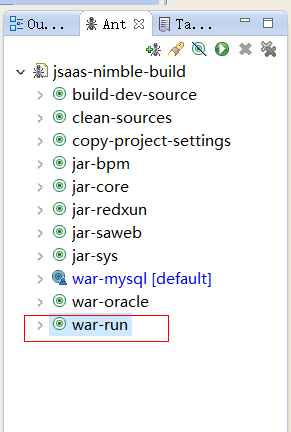 Ou...
Ant
Ta...
jsaas-nimble-build
build-dev-source
clean-sources
copy-project-settings
jar-bpm
jar-core
jar-redxun
jar-saweb
jar-sys
war-mysql [default]
war-oracle
war-run